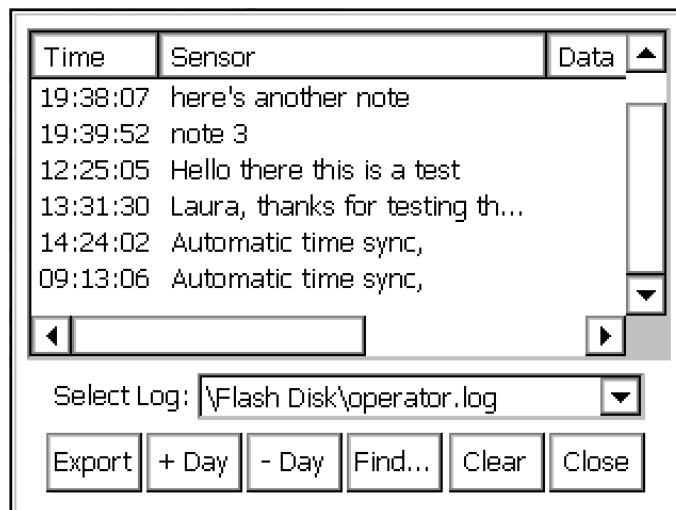 Time Sensor Data
19:38:07 here's another note
19:39:52 note 3
12:25:05 Hello there this is a test
13:31:30 Laura, thanks for testing th...
14:24:02 Automatic time sync,
09:13:06 Automatic time sync,
Select Log: \Flash Disk\operator.log
Export + Day - Day Find... Clear Close